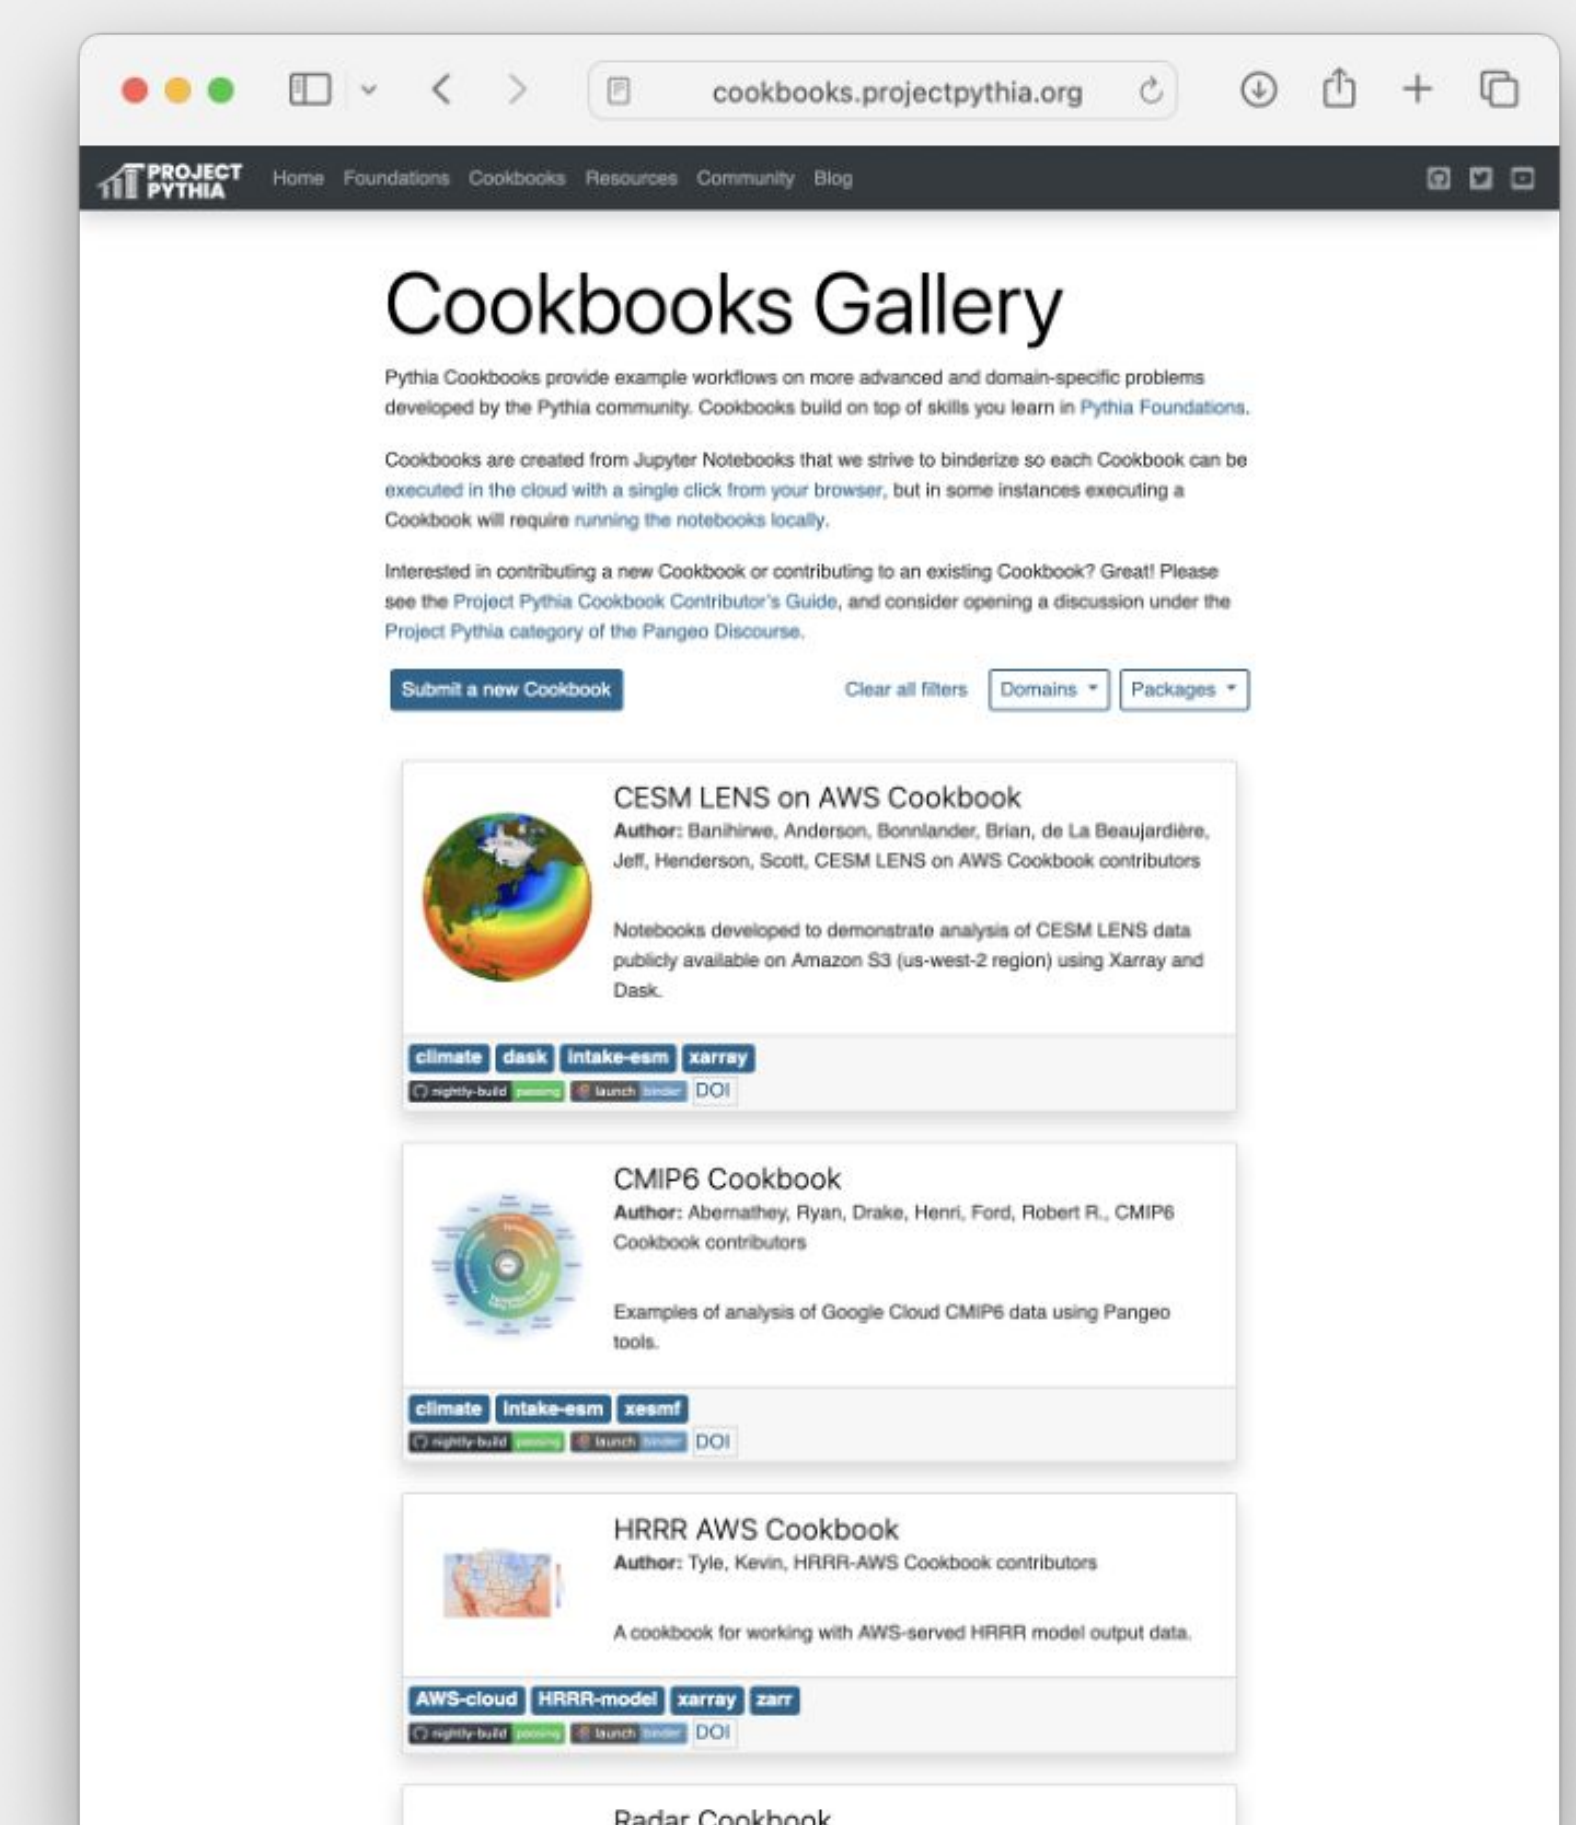 cookbooks.projectpythia.org
PROJECT
PYTHIA
Home Foundations Cookbooks Resources Community Blog
Cookbooks Gallery
Pythia Cookbooks provide example workflows on more advanced and domain-specific problems
developed by the Pythia community. Cookbooks build on top of skills you learn in Pythia Foundations.
Cookbooks are created from Jupyter Notebooks that we strive to binderize so each Cookbook can be
executed in the cloud with a single click from your browser, but in some instances executing a
Cookbook will require running the notebooks locally.
Interested in contributing a new Cookbook or contributing to an existing Cookbook? Great! Please
see the Project Pythia Cookbook Contributor's Guide, and consider opening a discussion under the
Project Pythia category of the Pangeo Discourse.
Submit a new Cookbook Clear all filters Domains Packages
CESM LENS on AWS Cookbook
Author: Banihirwe, Anderson, Bonnlander, Brian, de La Beaujardière,
Jeff, Henderson, Scott, CESM LENS on AWS Cookbook contributors
Notebooks developed to demonstrate analysis of CESM LENS data
publicly available on Amazon S3 (us-west-2 region) using Xarray and
Dask.
climate dask intake-esm xarray
nightly-build passing launch binder DOI
CMIP6 Cookbook
Author: Abernathey, Ryan, Drake, Henri, Ford, Robert R., CMIP6
Cookbook contributors
Examples of analysis of Google Cloud CMIP6 data using Pangeo
tools.
climate intake-esm xesmf
nightly-build passing launch binder DOI
HRRR AWS Cookbook
Author: Tyle, Kevin, HRRR-AWS Cookbook contributors
A cookbook for working with AWS-served HRRR model output data.
AWS-cloud HRRR-model xarray zarr
nightly-build passing launch binder DOI
Radar Cookbook